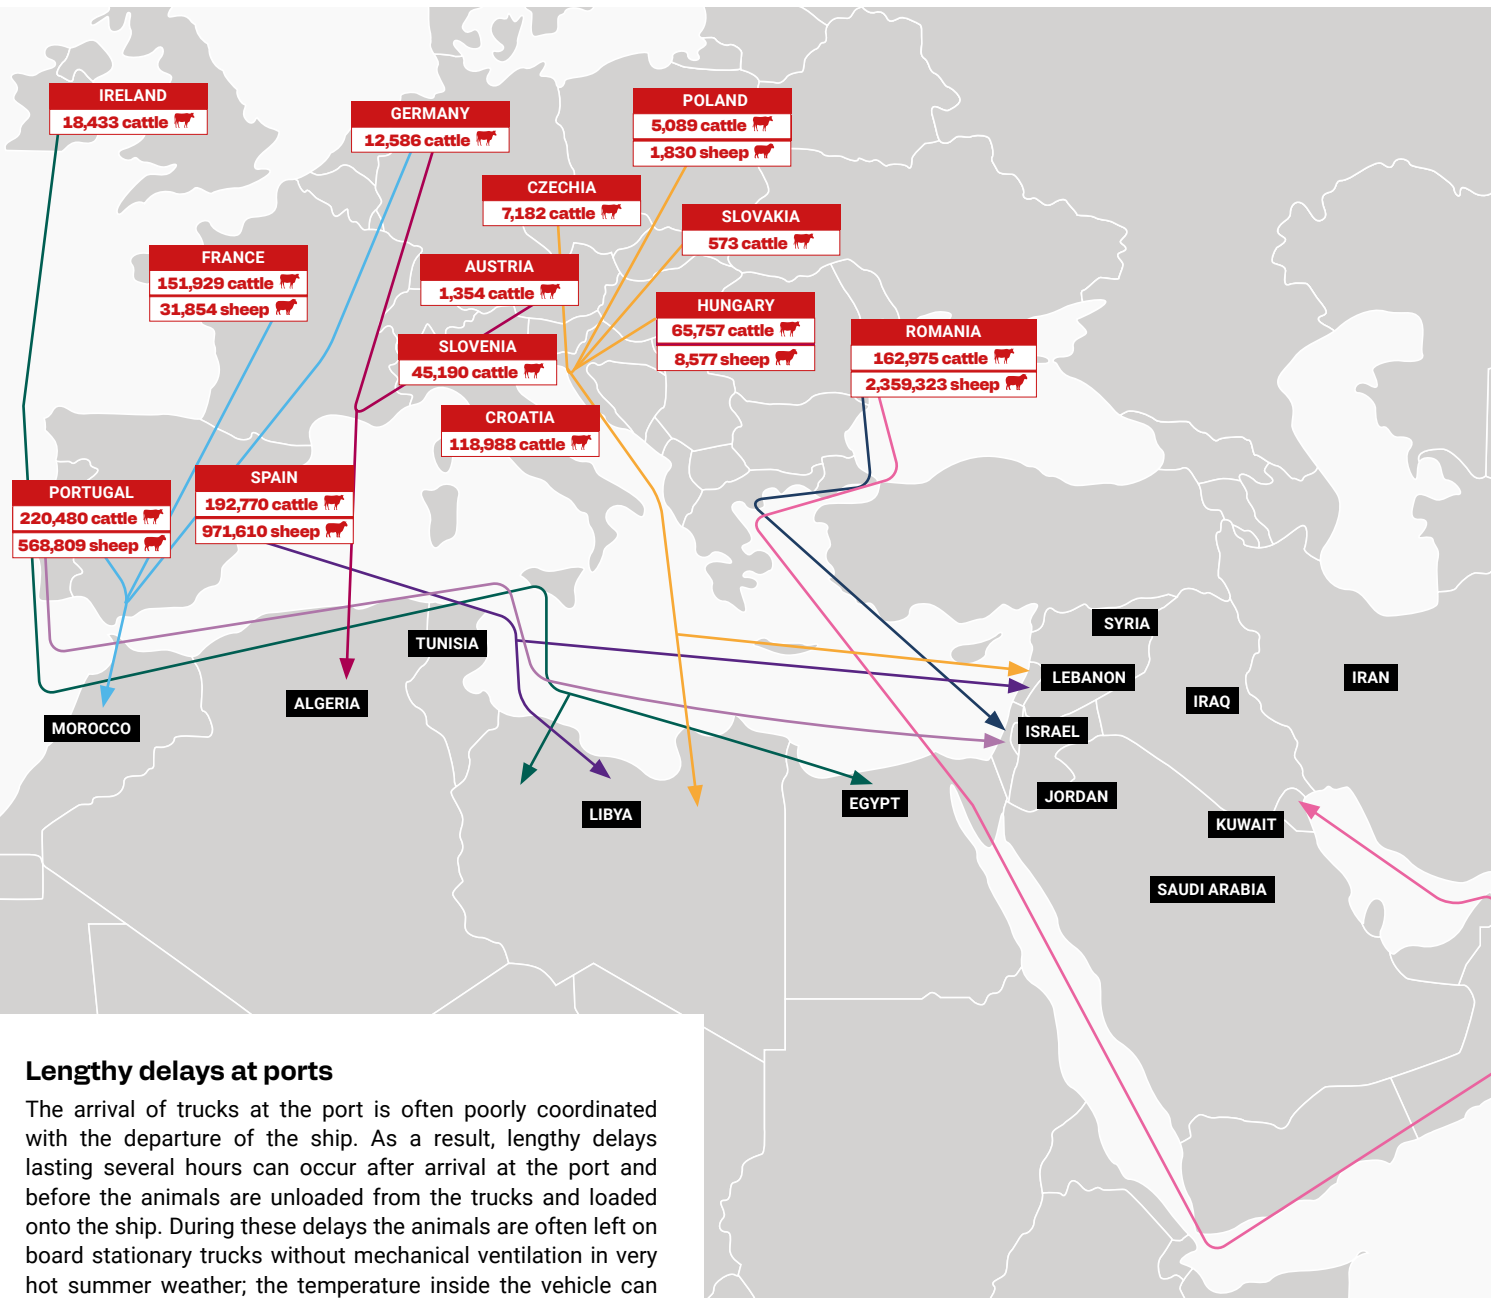 IRELAND
18,433 cattle
GERMANY
12,586 cattle
POLAND
5,089 cattle
1,830 sheep
CZECHIA
7,182 cattle
SLOVAKIA
573 cattle
FRANCE
151,929 cattle
31,854 sheep
AUSTRIA
1,354 cattle
HUNGARY
65,757 cattle
8,577 sheep
ROMANIA
162,975 cattle
2,359,323 sheep
SLOVENIA
45,190 cattle
CROATIA
118,988 cattle
SPAIN
192,770 cattle
971,610 sheep
PORTUGAL
220,480 cattle
568,809 sheep
SYRIA
TUNISIA
LEBANON
IRAN
ALGERIA
IRAQ
MOROCCO
ISRAEL
JORDAN
EGYPT
LIBYA
KUWAIT
SAUDI ARABIA
Lengthy delays at ports
The arrival of trucks at the port is often poorly coordinated
with the departure of the ship. As a result, lengthy delays
lasting several hours can occur after arrival at the port and
before the animals are unloaded from the trucks and loaded
onto the ship. During these delays the animals are often left on
board stationary trucks without mechanical ventilation in very
hot summer weather; the temperature inside the vehicle can